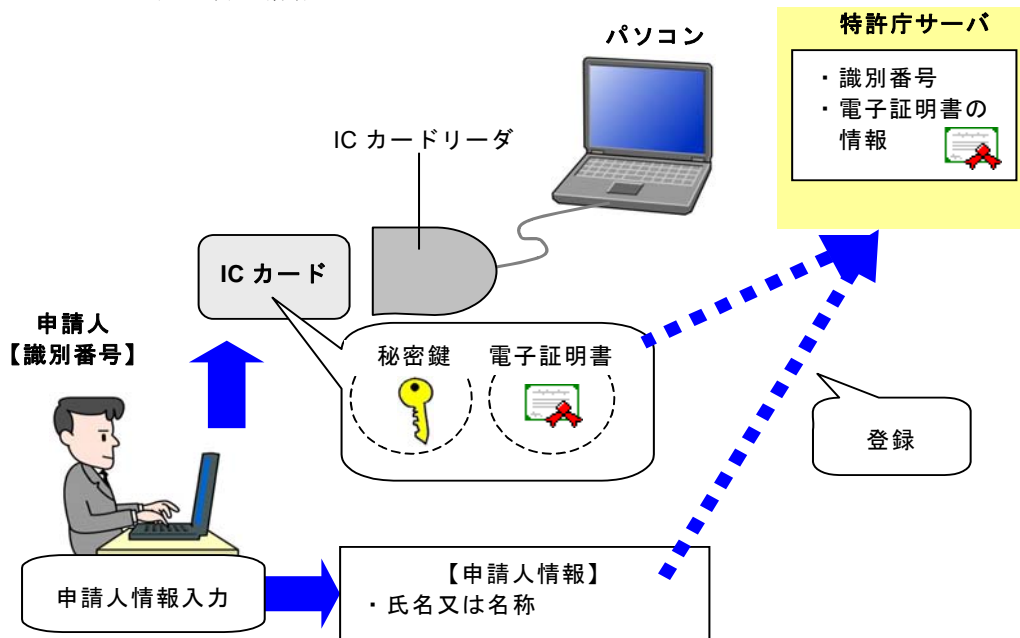 パソコン
特許庁サーバ
・識別番号
・電子証明書の
情報
IC カードリーダ
IC カード
申請人
【識別番号】
秘密鍵
電子証明書
登録
申請人情報入力
【申請人情報】
・氏名又は名称